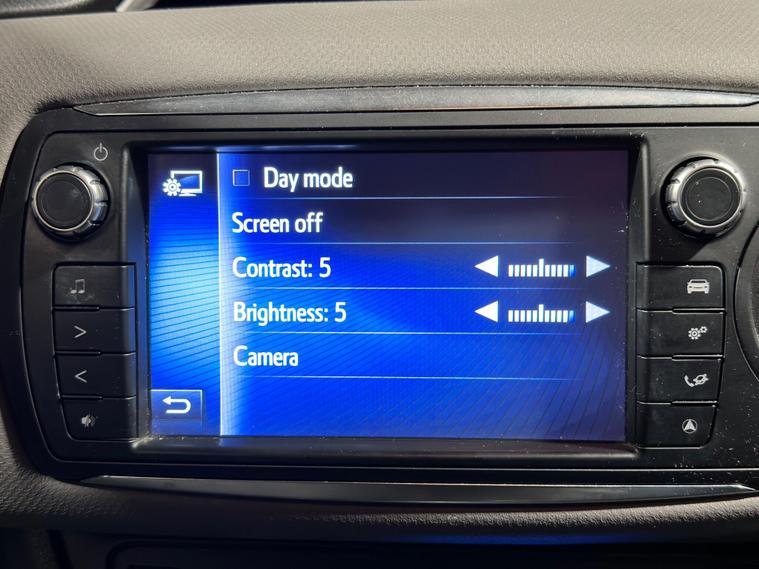 Day mode
Screen off
Contrast: 5
Brightness: 5
Camera